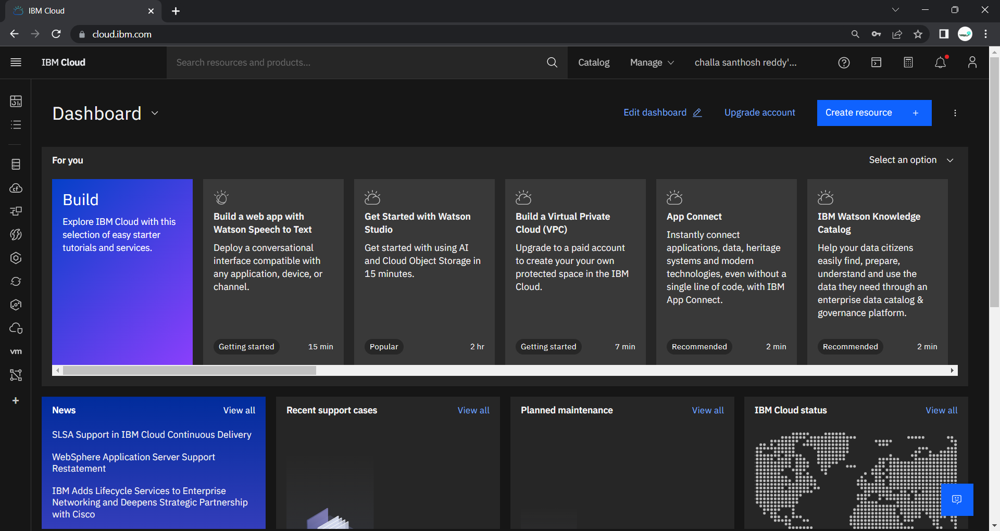 IBM Cloud
cloud.ibm.com
IBM Cloud
Search resources and products...
Catalog
Manage
challa santhosh reddy'...
Dashboard
Edit dashboard
Upgrade account
Create resource +
For you
Select an option
Build
Explore IBM Cloud with this
selection of easy starter
tutorials and services.
Build a web app with
Watson Speech to Text
Deploy a conversational
interface compatible with
any application, device, or
channel.
Getting started 15 min
Get Started with Watson
Studio
Get started with using AI
and Cloud Object Storage in
15 minutes.
Popular 2 hr
Build a Virtual Private
Cloud (VPC)
Upgrade to a paid account
to create your your own
protected space in the IBM
Cloud.
Getting started 7 min
App Connect
Instantly connect
applications, data, heritage
systems and modern
technologies, even without a
single line of code, with IBM
App Connect.
Recommended 2 min
IBM Watson Knowledge
Catalog
Help your data citizens
easily find, prepare,
understand and use the
data they need through an
enterprise data catalog &
governance platform.
Recommended 2 min
cf
vm
News View all
SLSA Support in IBM Cloud Continuous Delivery
WebSphere Application Server Support
Restatement
IBM Adds Lifecycle Services to Enterprise
Networking and Deepens Strategic Partnership
with Cisco
Recent support cases View all
Planned maintenance View all
IBM Cloud status View all